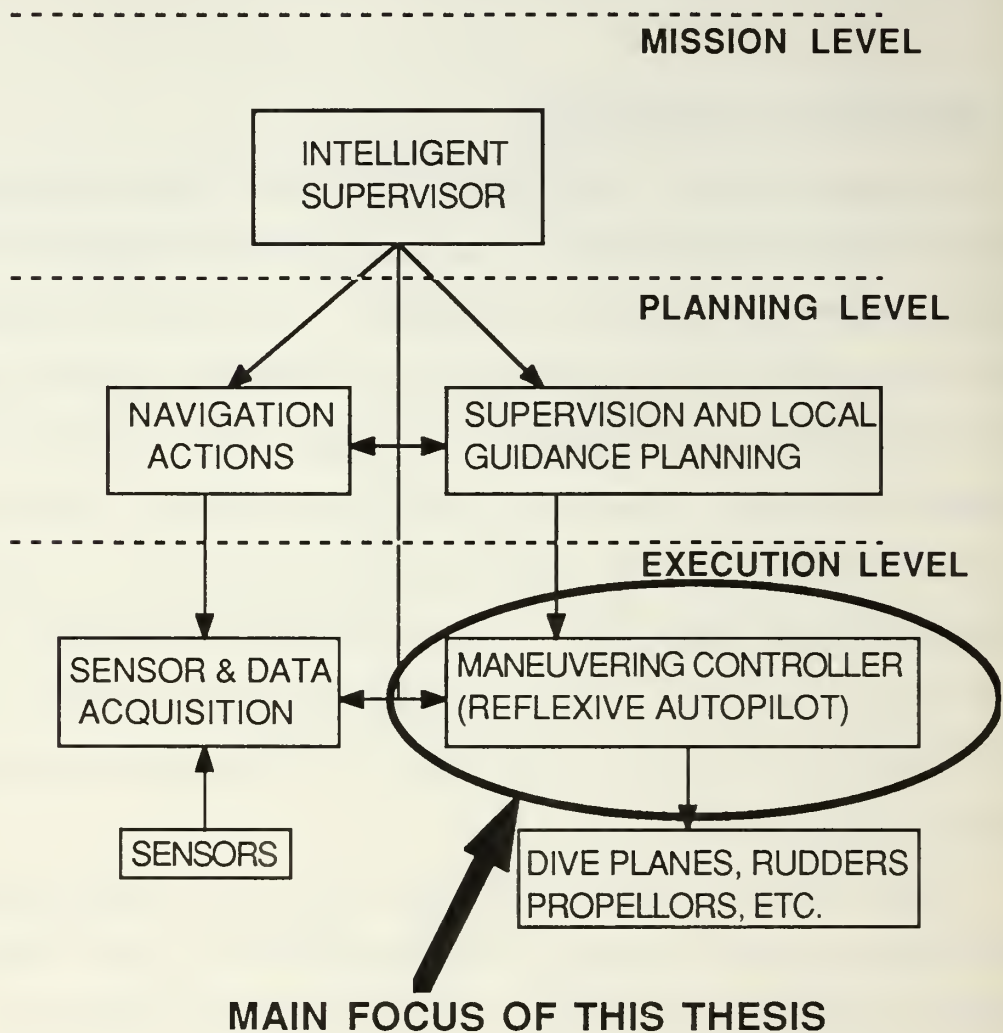 MISSION LEVEL
INTELLIGENT
SUPERVISOR
PLANNING LEVEL
NAVIGATION
ACTIONS
SUPERVISION AND LOCAL
GUIDANCE PLANNING
EXECUTION LEVEL
SENSOR & DATA
ACQUISITION
MANEUVERING CONTROLLER
(REFLEXIVE AUTOPILOT)
SENSORS
DIVE PLANES, RUDDERS
PROPELLORS, ETC.
MAIN FOCUS OF THIS THESIS